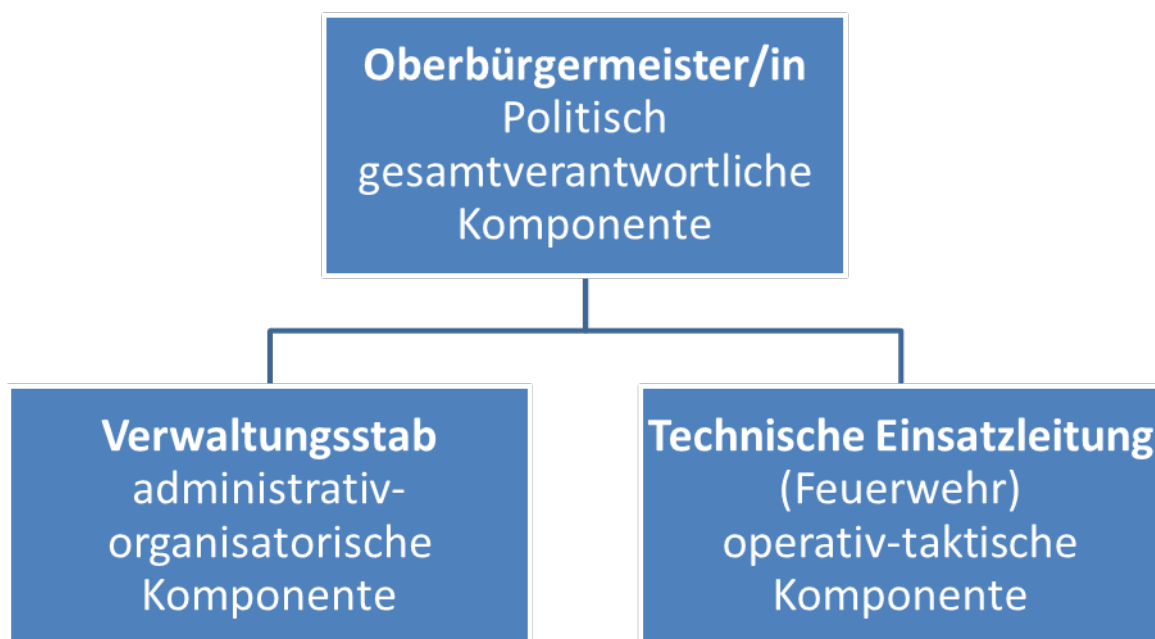 Oberbürgermeister/in
Politisch
gesamtverantwortliche
Komponente
Verwaltungsstab
administrativ-
organisatorische
Komponente
Technische Einsatzleitung
(Feuerwehr)
operativ-taktische
Komponente